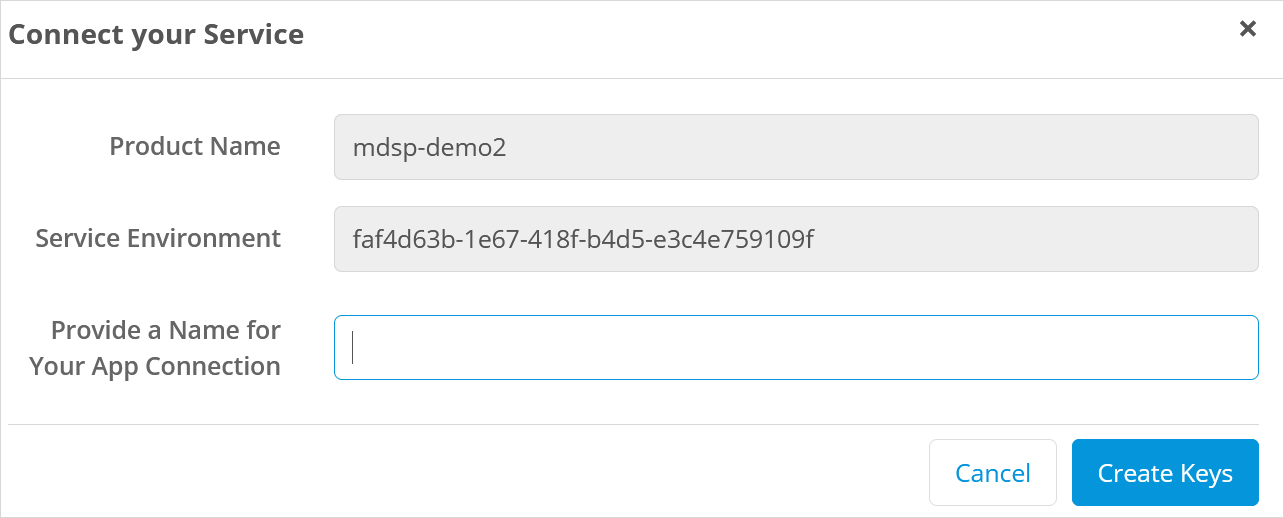 Connect your Service
Product Name
mdsp-demo2
Service Environment
faf4d63b-1e67-418f-b4d5-e3c4e759109f
Provide a Name for
Your App Connection
Cancel
Create Keys